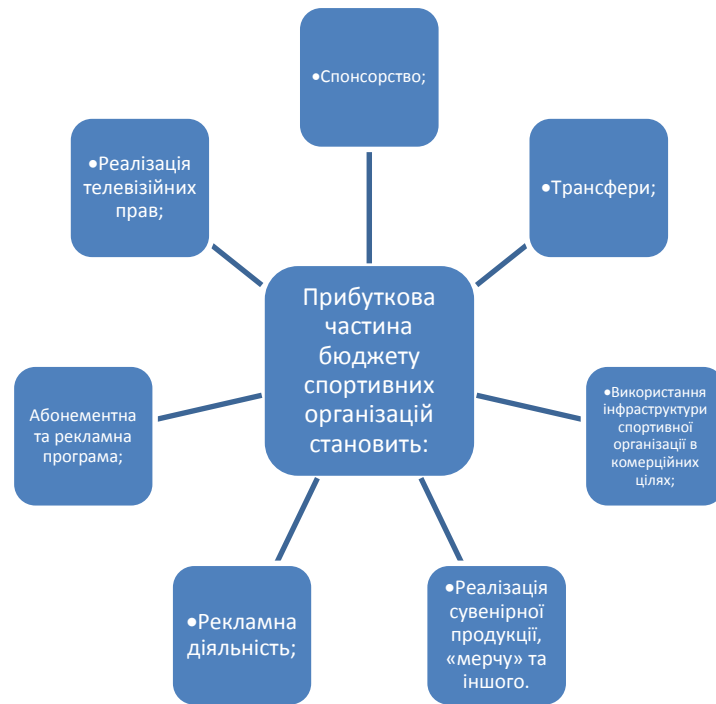 •Спонсорство;
•Реалізація
телевізійних
прав;
•Трансфери;
Прибуткова
частина
бюджету
спортивних
організацій
становить:
Абонементна
та рекламна
програма;
•Використання
інфраструктури
спортивної
організації в
комерційних
цілях;
•Рекламна
діяльність;
•Реалізація
сувенірної
продукції,
«мерчу» та
іншого.